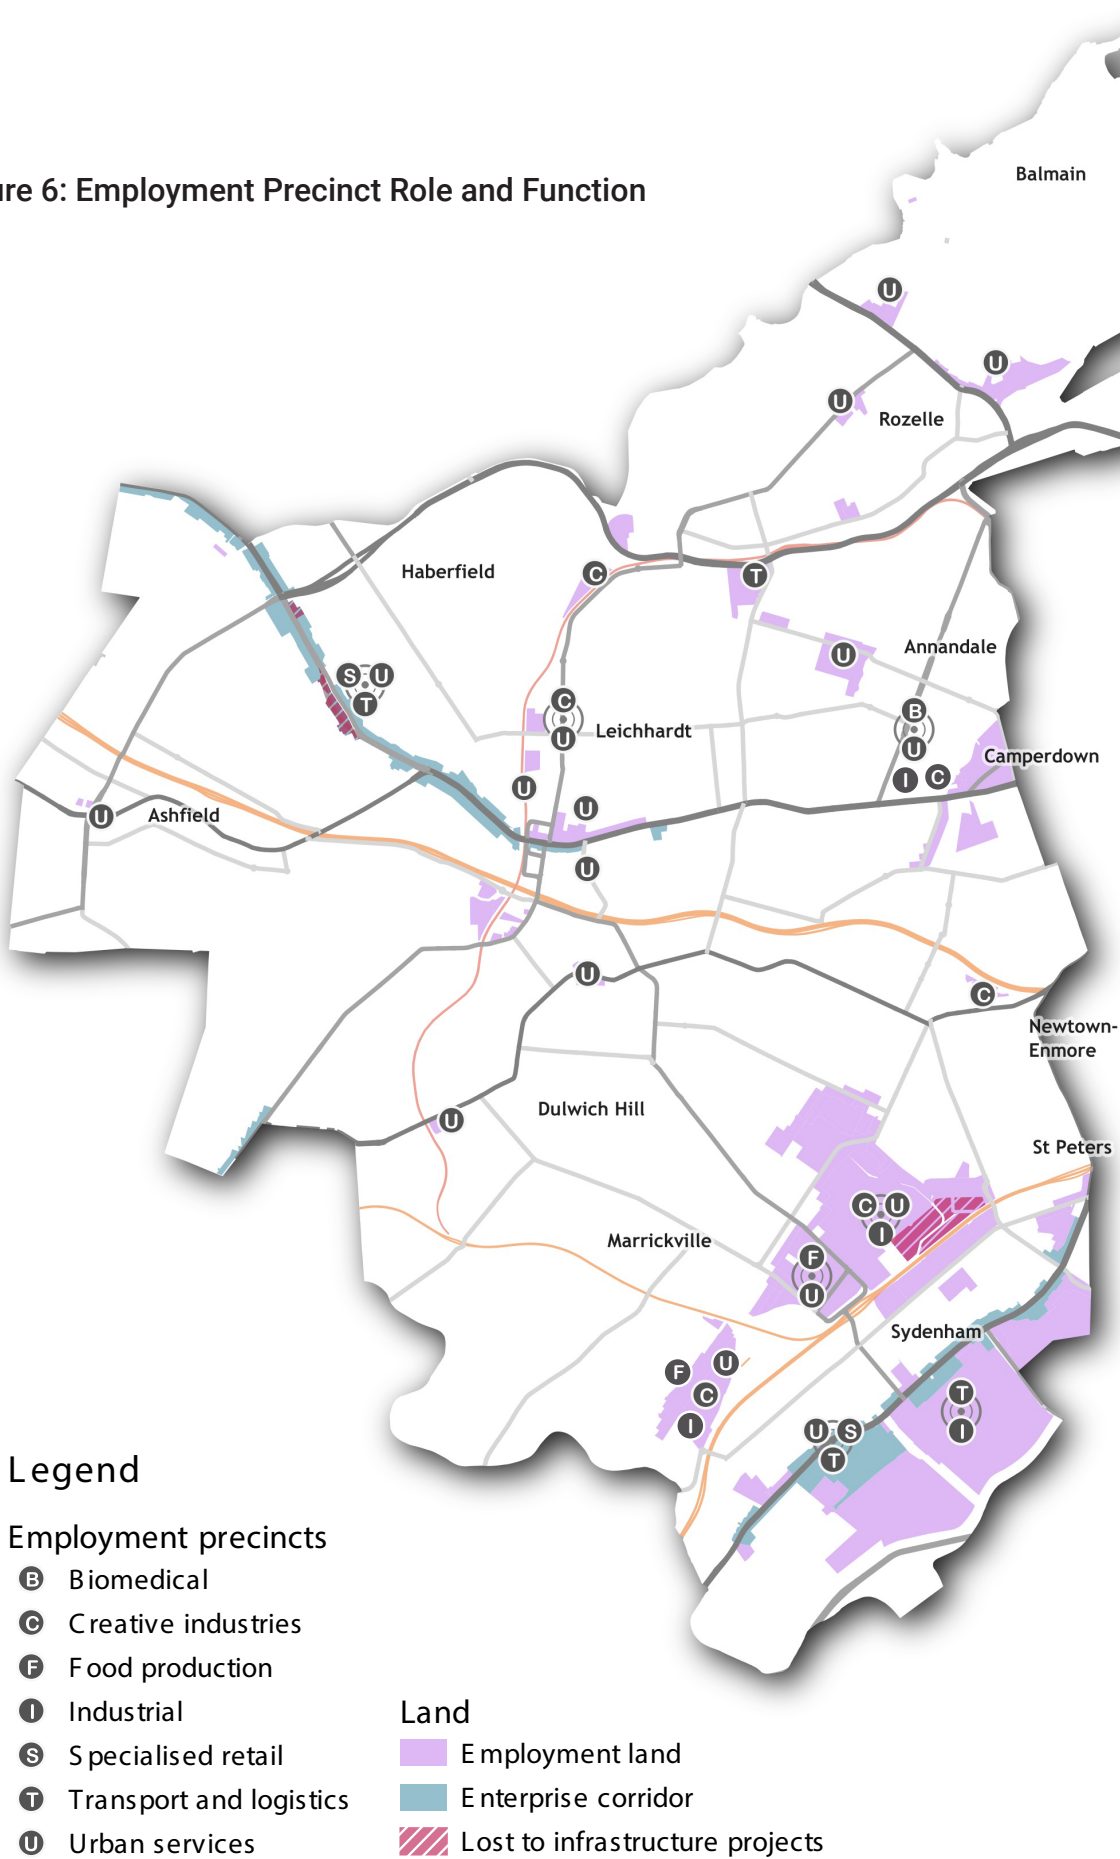 re 6: Employment Precinct Role and Function
Balmain
U
U
U
Rozelle
Haberfield
C
T
Annandale
U
S U
T
C
U
Leichhardt
B
U
I C
Camperdown
U
U
U
Ashfield
U
U
C
Newtown-
Enmore
U
Dulwich Hill
St Peters
C U
I
Marrickville
F
U
Sydenham
F U
C
I
T
I
U S
T
Legend
Employment precincts
B Biomedical
C Creative industries
F Food production
I Industrial
S Specialised retail
T Transport and logistics
U Urban services
Land
Employment land
Enterprise corridor
Lost to infrastructure projects